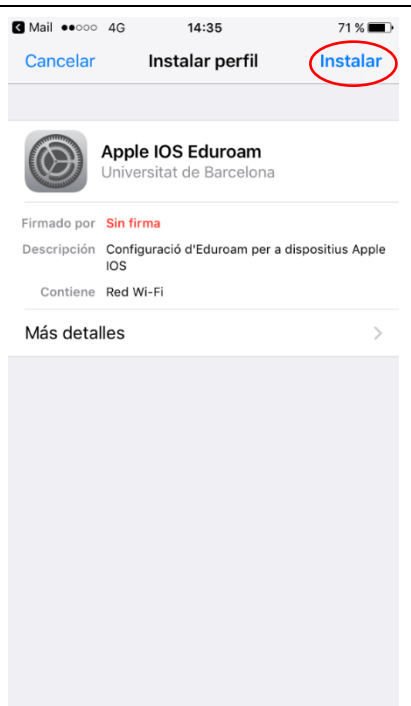 Mail 4G 14:35 71 %
Cancelar Instalar perfil Instalar
Apple IOS Eduroam
Universitat de Barcelona
Firmado por Sin firma
Descripción Configuració d'Eduroam per a dispositius Apple
IOS
Contiene Red Wi-Fi
Más detalles